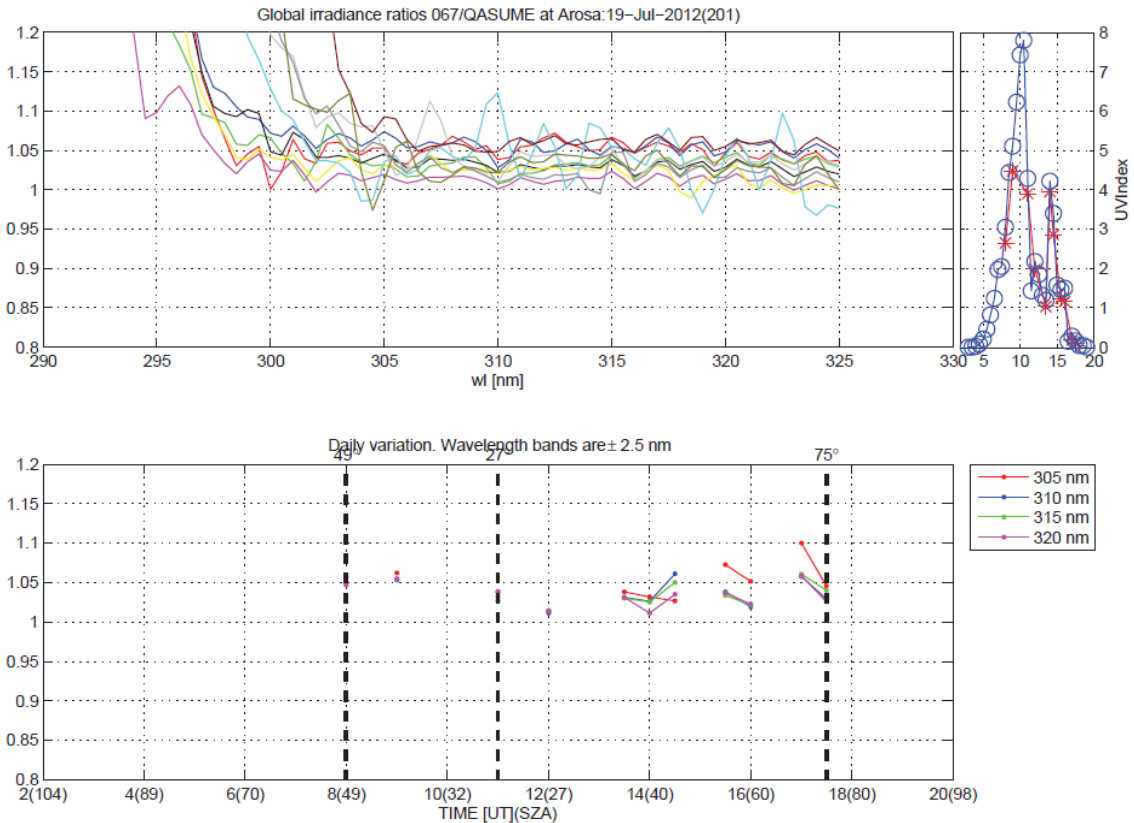 Global irradiance ratios 067/QASUME at Arosa:19−Jul−2012(201)
1.2
1.15
1.1
1.05
1
0.95
0.9
0.85
0.8
290 295 300 305 310 315 320 325 330
wl [nm]
8
7
6
5
4
3
2
1
0
UVIndex
5 10 15 20
Daily variation. Wavelength bands are± 2.5 nm
49° 27° 75°
1.2
1.15
1.1
1.05
1
0.95
0.9
0.85
0.8
2(104) 4(89) 6(70) 8(49) 10(32) 12(27) 14(40) 16(60) 18(80) 20(98)
TIME [UT](SZA)
305 nm
310 nm
315 nm
320 nm